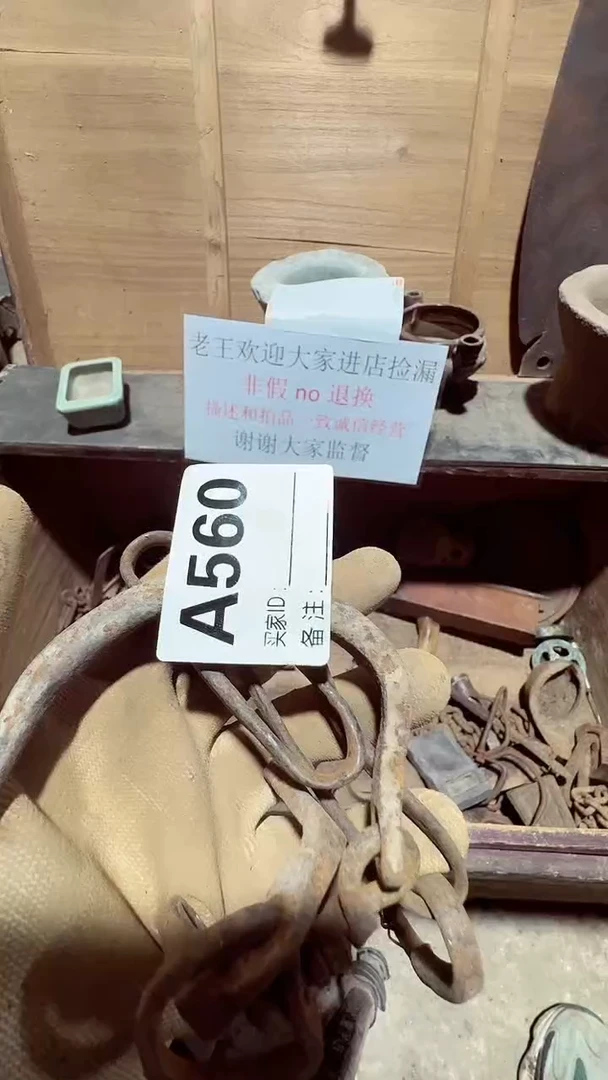 老王欢迎大家进店捡漏
非假 no 退换
描述和拍品一致诚信经营
谢谢大家监督
A560
买家ID:
备注: